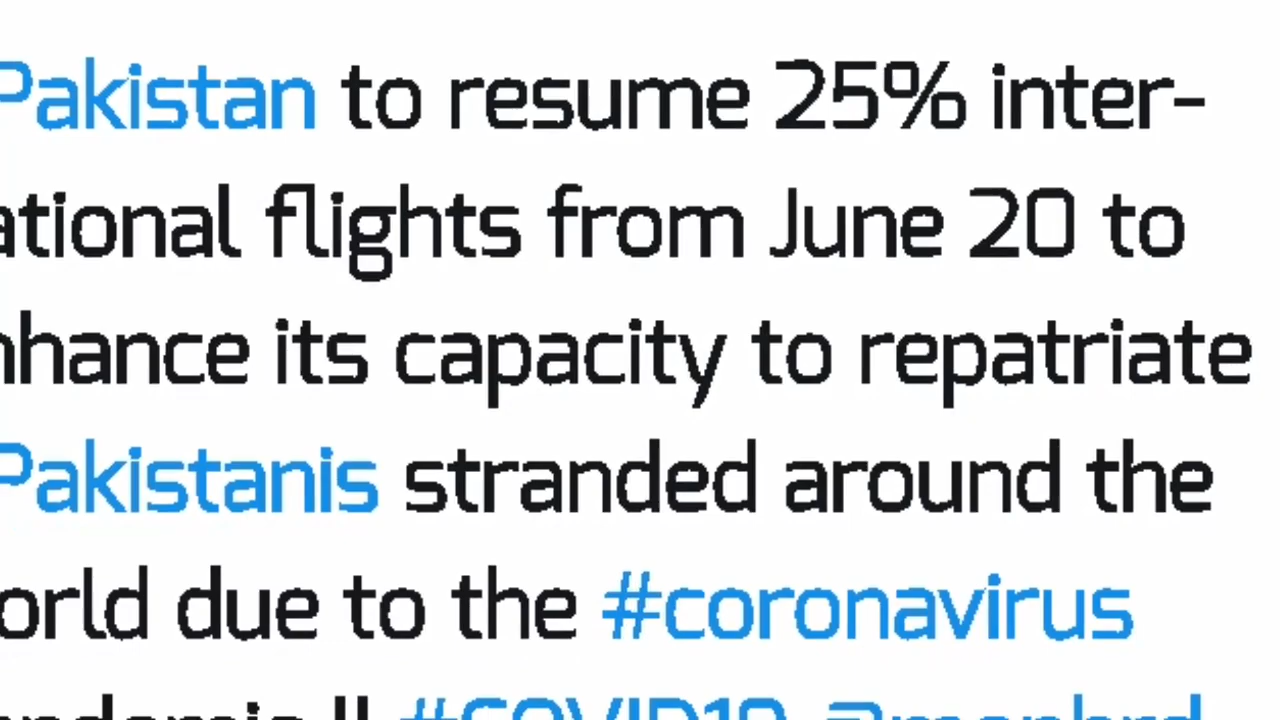 Pakistan to resume 25% inter-
ational flights from June 20 to
nhance its capacity to repatriate
Pakistanis stranded around the
orld due to the #coronavirus
#COVID19